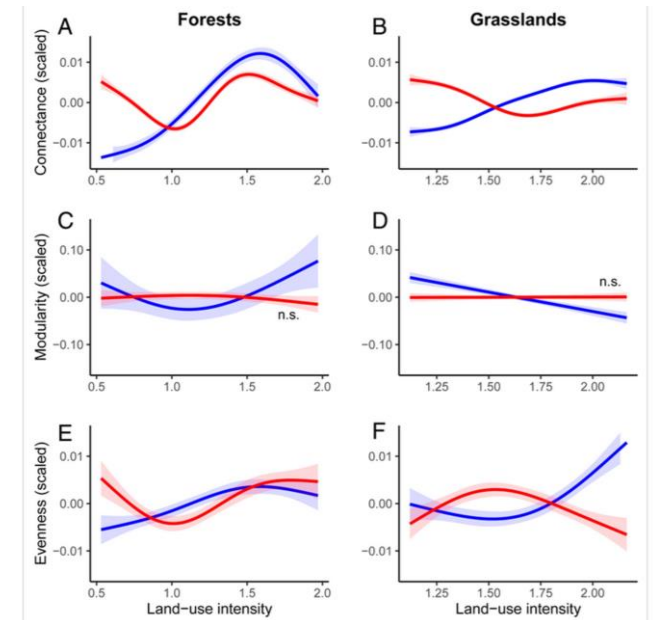 Forests
Grasslands
A
B
Connectance (scaled)
0.01
0.00
−0.01
0.5
1.0
1.5
2.0
0.01
0.00
−0.01
1.25
1.50
1.75
2.00
C
D
Modularity (scaled)
0.10
0.00
−0.10
n.s.
0.5
1.0
1.5
2.0
0.10
0.00
−0.10
n.s.
1.25
1.50
1.75
2.00
E
F
Evenness (scaled)
0.01
0.00
−0.01
0.5
1.0
1.5
2.0
Land-use intensity
0.01
0.00
−0.01
1.25
1.50
1.75
2.00
Land-use intensity